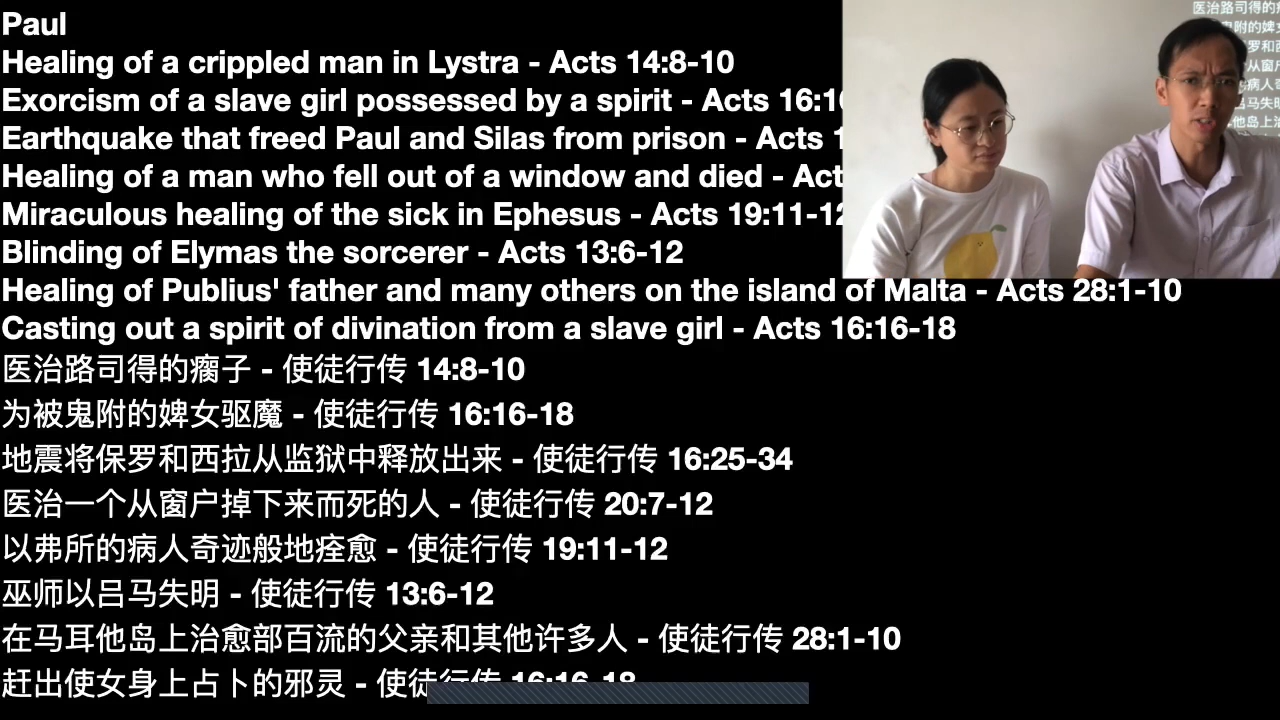 Paul
Healing of a crippled man in Lystra - Acts 14:8-10
Exorcism of a slave girl possessed by a spirit - Acts
Earthquake that freed Paul and Silas from prison - Acts
Healing of a man who fell out of a window and died -
Miraculous healing of the sick in Ephesus - Acts 19:11-12
Blinding of Elymas the sorcerer - Acts 13:6-12
Healing of Publius' father and many others on the island of Malta - Acts 28:1-10
Casting out a spirit of divination from a slave girl - Acts 16:16-18
医治路司得的瘸子 - 使徒行传 14:8-10
为被鬼附的婢女驱魔 - 使徒行传 16:16-18
地震将保罗和西拉从监狱中释放出来 - 使徒行传 16:25-34
医治一个从窗户掉下来而死的人 - 使徒行传 20:7-12
以弗所的病人奇迹般地痊愈 - 使徒行传 19:11-12
巫师以吕马失明 - 使徒行传 13:6-12
在马耳他岛上治愈部百流的父亲和其他许多人 - 使徒行传 28:1-10
赶出使女身上占卜的邪灵 - 使徒行传 16:16-18